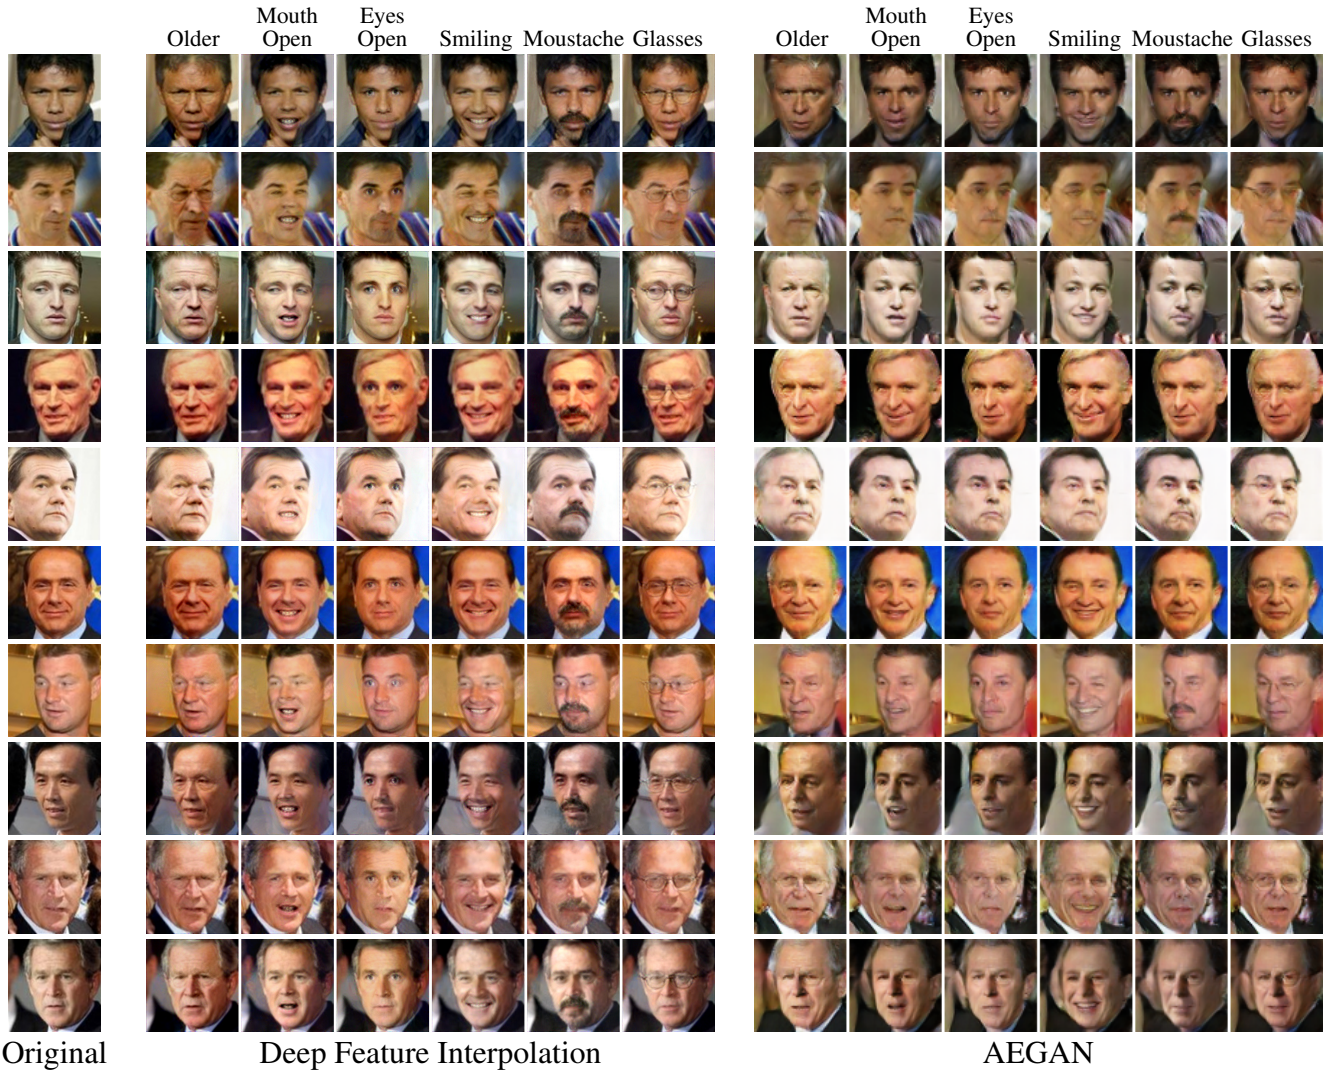 Older Mouth Open Eyes Open Smiling Moustache Glasses
Older Mouth Open Eyes Open Smiling Moustache Glasses
Original
Deep Feature Interpolation
AEGAN